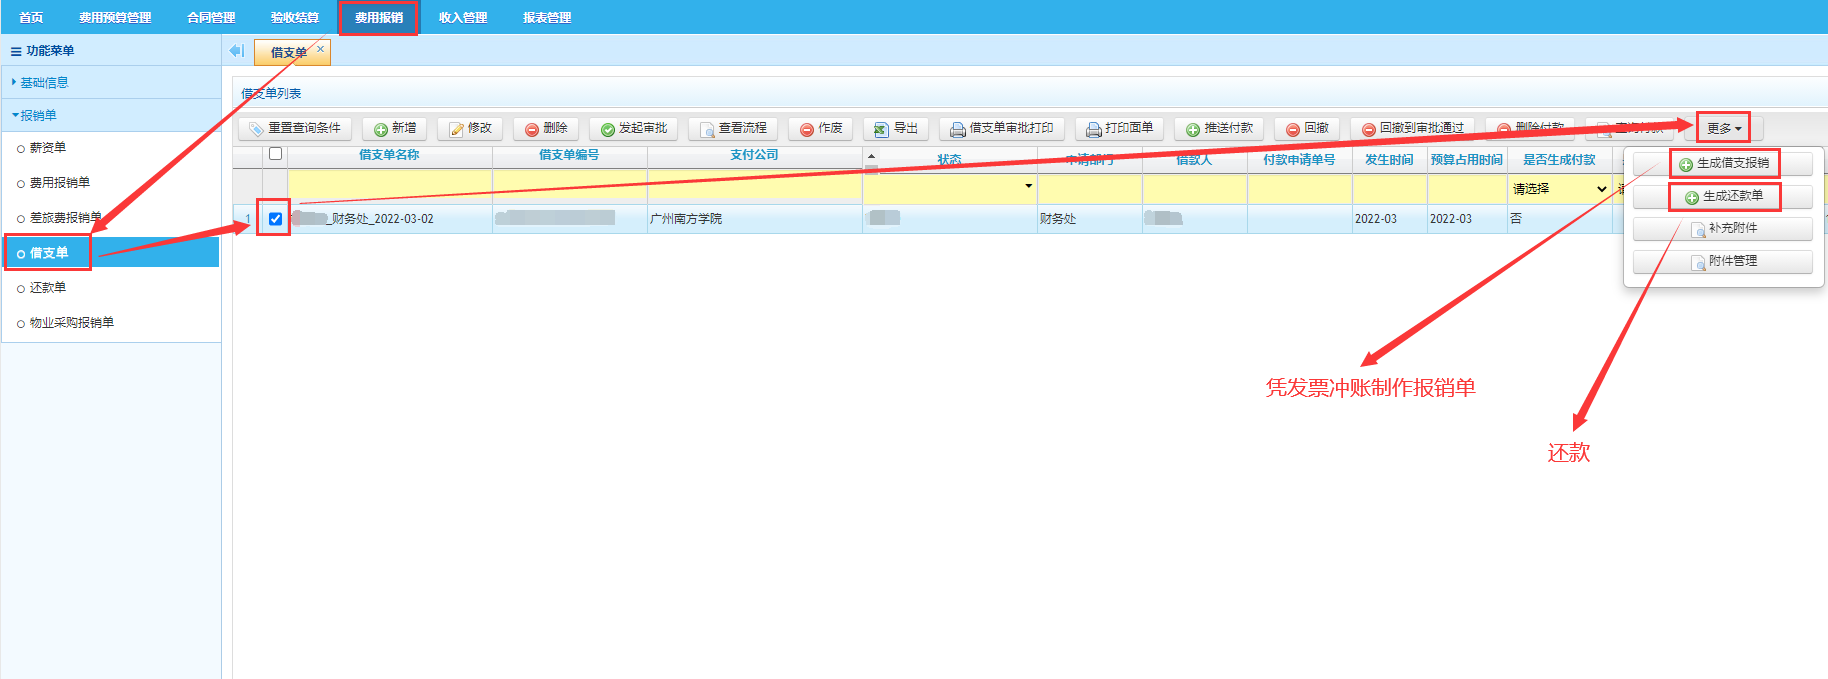 首页 费用预算管理 合同管理 验收结算 费用报销 收入管理 报表管理
功能菜单
借支单
基础信息
报销单
薪资单
费用报销单
差旅费报销单
借支单
还款单
物业采购报销单
借支单列表
重置查询条件 新增 修改 删除 发起审批 查看流程 作废 导出 借支单审批打印 打印面单 推送付款 回撤 回撤到审批通过 删除付款 更多
借支单名称 借支单编号 支付公司 状态 申请部门 借款人 付款申请单号 发生时间 预算占用时间 是否生成付款
请选择
1 _财务处_2022-03-02 广州南方学院 财务处 2022-03 2022-03 否
生成借支报销
生成还款单
补充附件
附件管理
凭发票冲账制作报销单
还款